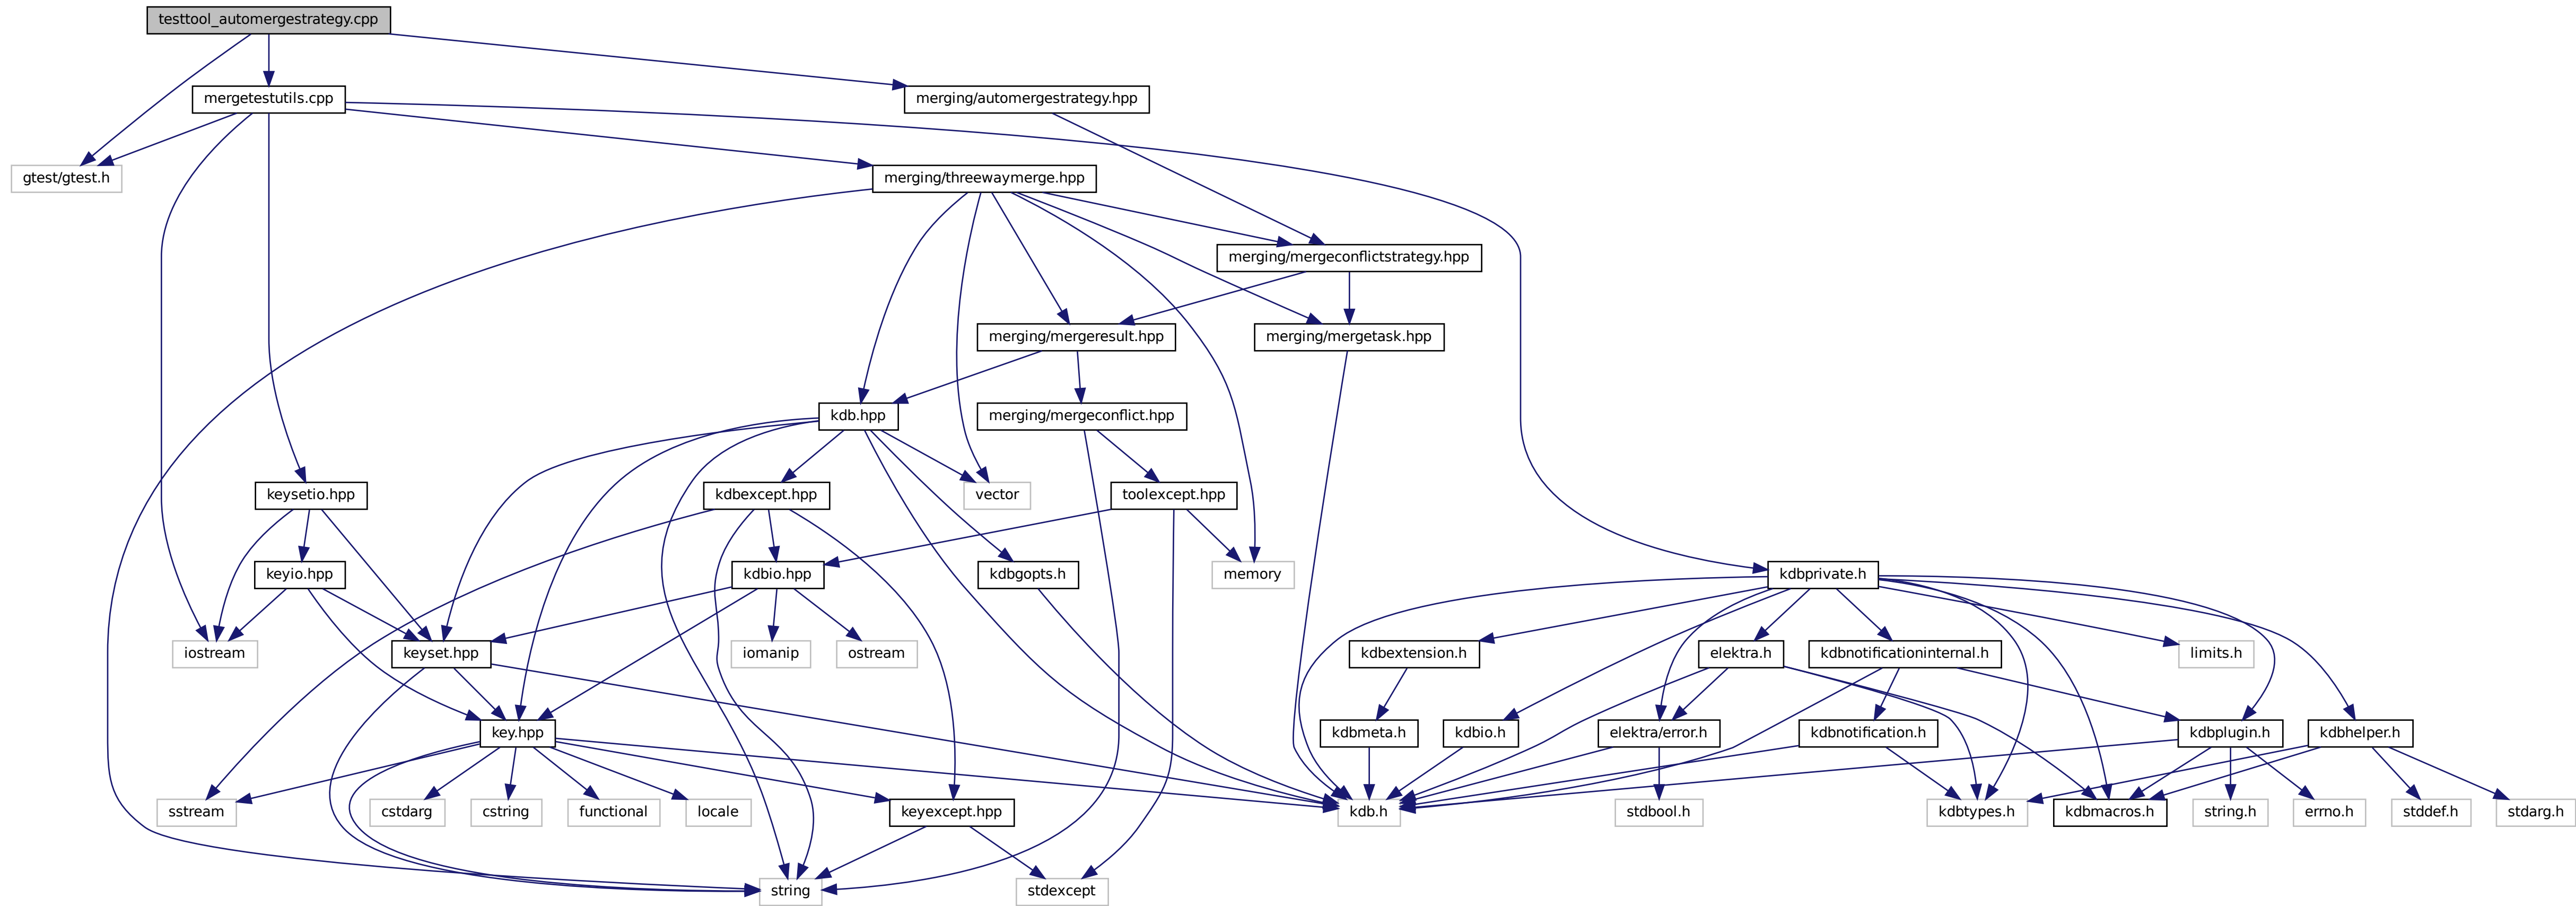 testtool_automergestrategy.cpp
mergetestutils.cpp
merging/automergestrategy.hpp
gtest/gtest.h
merging/threewaymerge.hpp
merging/mergeconflictstrategy.hpp
merging/mergeresult.hpp
merging/mergetask.hpp
kdb.hpp
merging/mergeconflict.hpp
keysetio.hpp
kdbexcept.hpp
vector
toolexcept.hpp
keyio.hpp
kdbio.hpp
kdbgopts.h
memory
kdbprivate.h
iostream
keyset.hpp
iomanip
ostream
kdbextension.h
elektra.h
kdbnotificationinternal.h
limits.h
key.hpp
kdbmeta.h
kdbio.h
elektra/error.h
kdbnotification.h
kdbplugin.h
kdbhelper.h
sstream
cstdarg
cstring
functional
locale
keyexcept.hpp
kdb.h
stdbool.h
kdbtypes.h
kdbmacros.h
string.h
errno.h
stddef.h
stdarg.h
string
stdexcept